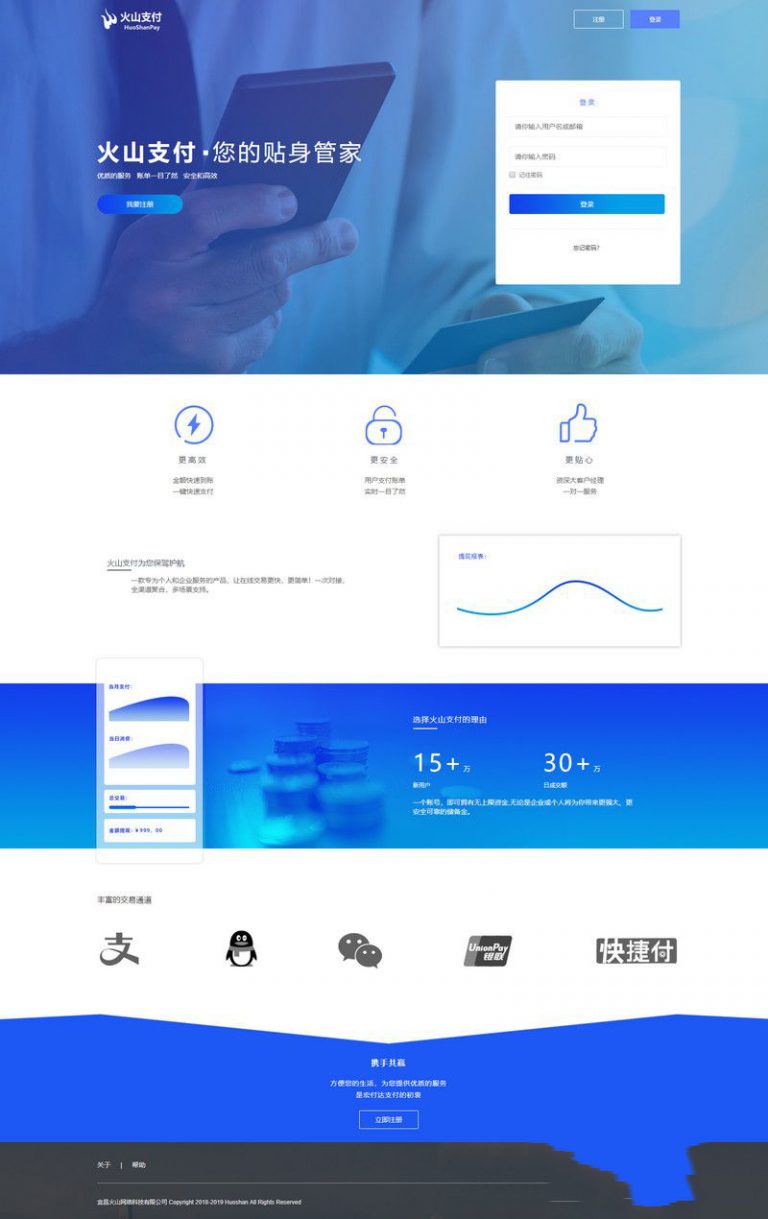 火山支付
HuoShanPay
注册
登录
火山支付·您的贴身管家
优质的服务 账单一目了然 安全和高效
我要注册
登录
请你输入用户名或邮箱
请你输入密码
记住密码
登录
忘记密码?
更高效
更安全
更贴心
金额快速到账
一键快速支付
用户支付账单
实时一目了然
资深大客户经理
一对一服务
火山支付为您保驾护航
一款专为个人和企业服务的产品，让在线交易更快，更简单！一次对接，
全渠道聚合，多场景支持。
提现报表：
当月支付：
当日消费：
总交易：
金额提现：￥999，00
选择火山支付的理由
15+万
30+万
新用户
日成交额
一个账号，即可拥有无上限资金,无论是企业或个人将为你带来更强大、更
安全可靠的储备金。
丰富的交易通道
支
UnionPay
银联
快捷付
携手共赢
方便您的生活，为您提供优质的服务
是宏付达支付的初衷
立即注册
关于 | 帮助
宜昌火山网络科技有限公司 Copyright 2018-2019 Huoshan All Rights Reserved